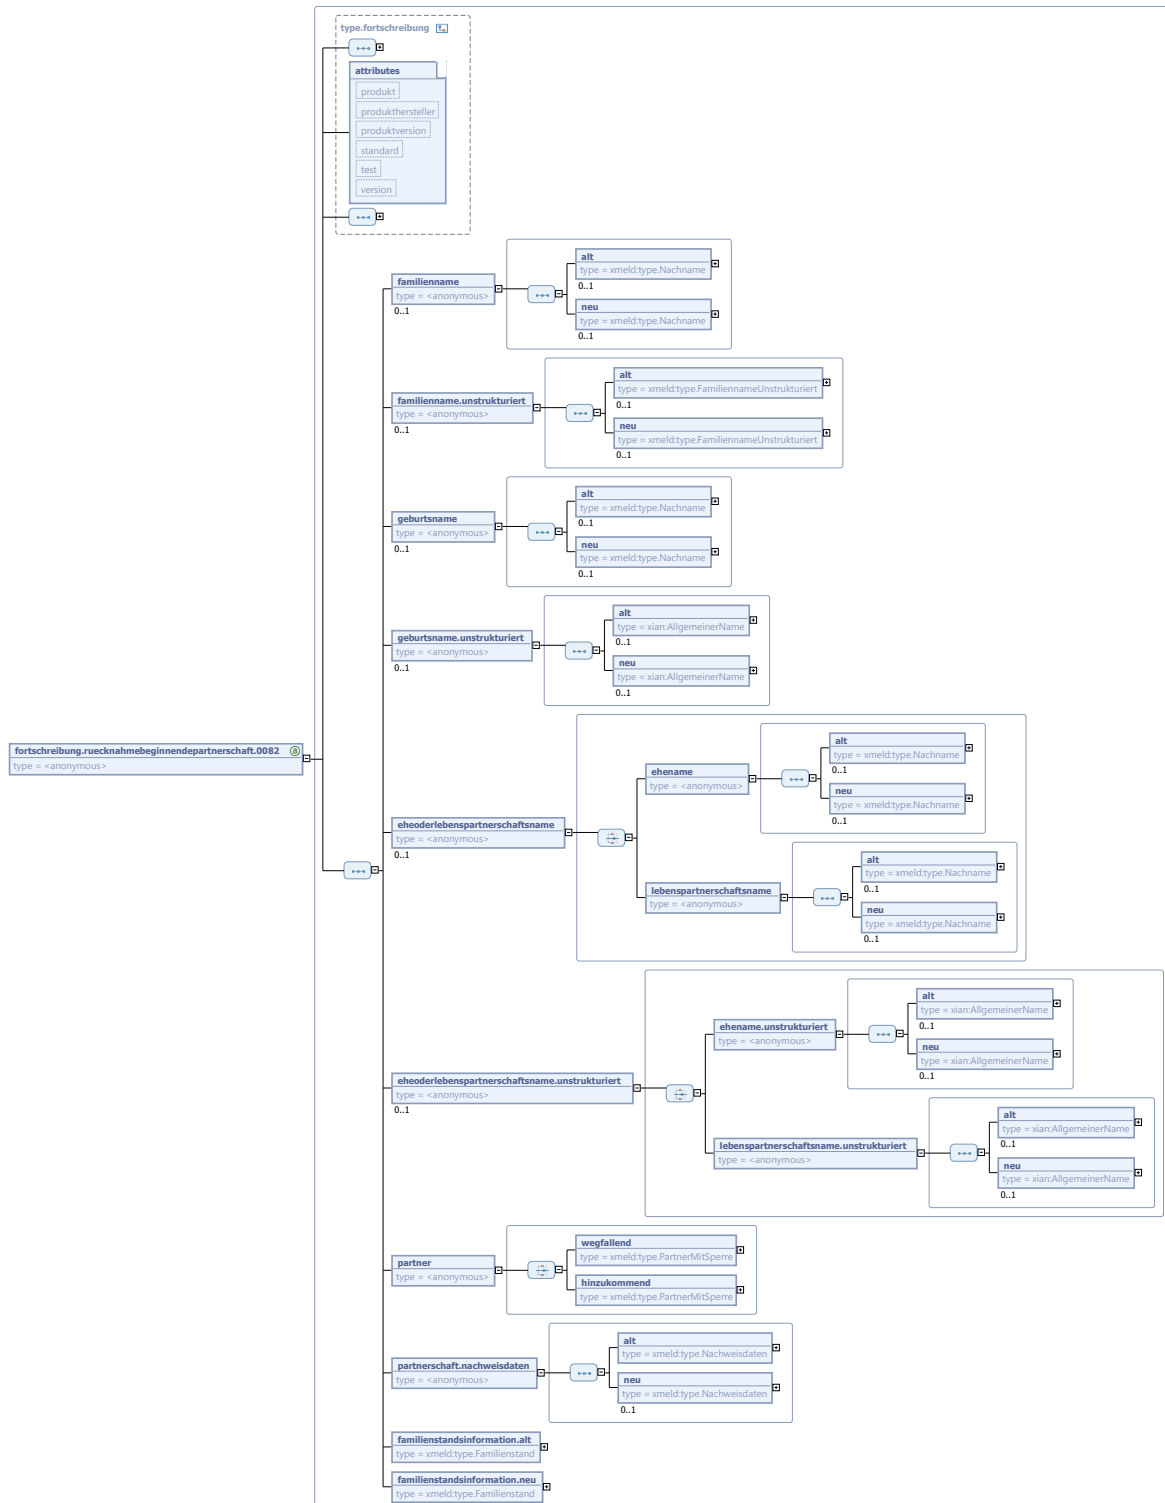 type.fortschreibung
attributes
produkt
produkthersteller
produktversion
standard
test
version
familienname
type = <anonymous>
0..1
alt
type = xmeld:type.Nachname
0..1
neu
type = xmeld:type.Nachname
0..1
familienname.unstrukturiert
type = <anonymous>
0..1
alt
type = xmeld:type.FamiliennameUnstrukturiert
0..1
neu
type = xmeld:type.FamiliennameUnstrukturiert
0..1
geburtsname
type = <anonymous>
0..1
alt
type = xmeld:type.Nachname
0..1
neu
type = xmeld:type.Nachname
0..1
geburtsname.unstrukturiert
type = <anonymous>
0..1
alt
type = xian:AllgemeinerName
0..1
neu
type = xian:AllgemeinerName
0..1
fortschreibung.ruecknahmebeginnendepartnerschaft.0082 a
type = <anonymous>
eheoderlebenspartnerschaftsname
type = <anonymous>
0..1
ehename
type = <anonymous>
alt
type = xmeld:type.Nachname
0..1
neu
type = xmeld:type.Nachname
0..1
lebenspartnerschaftsname
type = <anonymous>
alt
type = xmeld:type.Nachname
0..1
neu
type = xmeld:type.Nachname
0..1
eheoderlebenspartnerschaftsname.unstrukturiert
type = <anonymous>
0..1
ehename.unstrukturiert
type = <anonymous>
alt
type = xian:AllgemeinerName
0..1
neu
type = xian:AllgemeinerName
0..1
lebenspartnerschaftsname.unstrukturiert
type = <anonymous>
alt
type = xian:AllgemeinerName
0..1
neu
type = xian:AllgemeinerName
0..1
partner
type = <anonymous>
wegfallend
type = xmeld:type.PartnerMitSperre
hinzukommend
type = xmeld:type.PartnerMitSperre
partnerschaft.nachweisdaten
type = <anonymous>
alt
type = xmeld:type.Nachweisdaten
neu
type = xmeld:type.Nachweisdaten
0..1
familienstandsinformation.alt
type = xmeld:type.Familienstand
familienstandsinformation.neu
type = xmeld:type.Familienstand